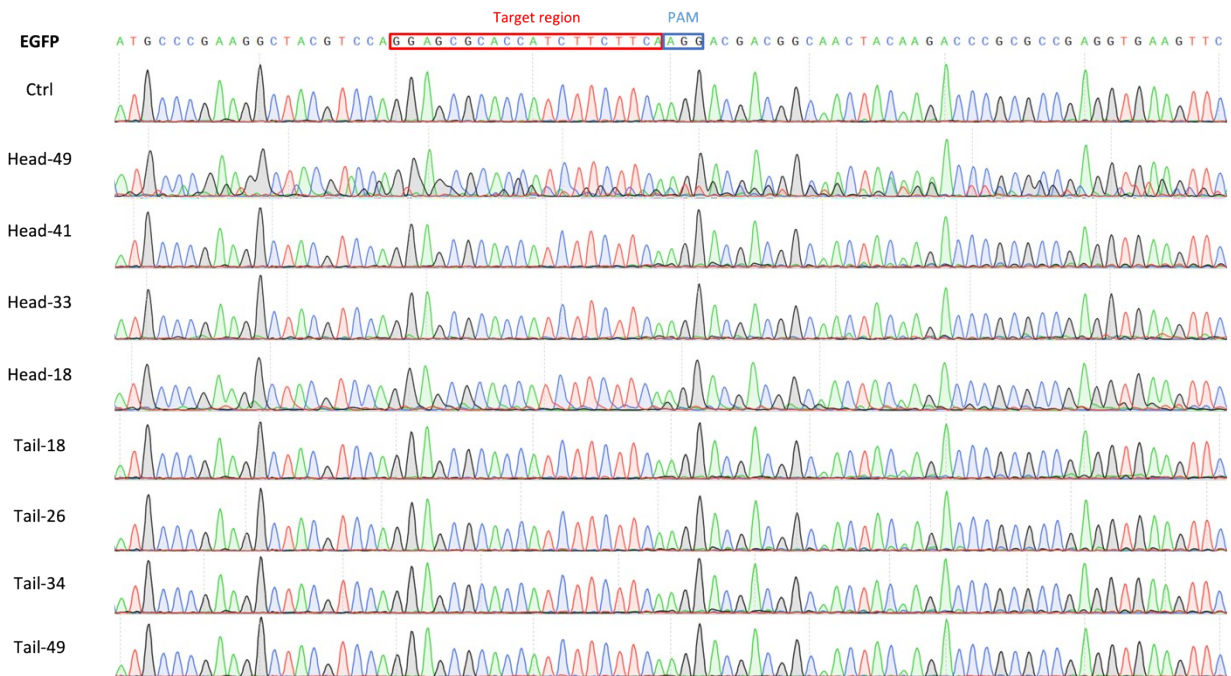 Target region PAM
EGFP ATGCCCGAAGGCTACGTCCAGGAGCGCACCATCTTCTTCAAGGACGACGGCAACTACAAGACCCGCGCCGAGGTGAAGTTC
Ctrl
Head-49
Head-41
Head-33
Head-18
Tail-18
Tail-26
Tail-34
Tail-49